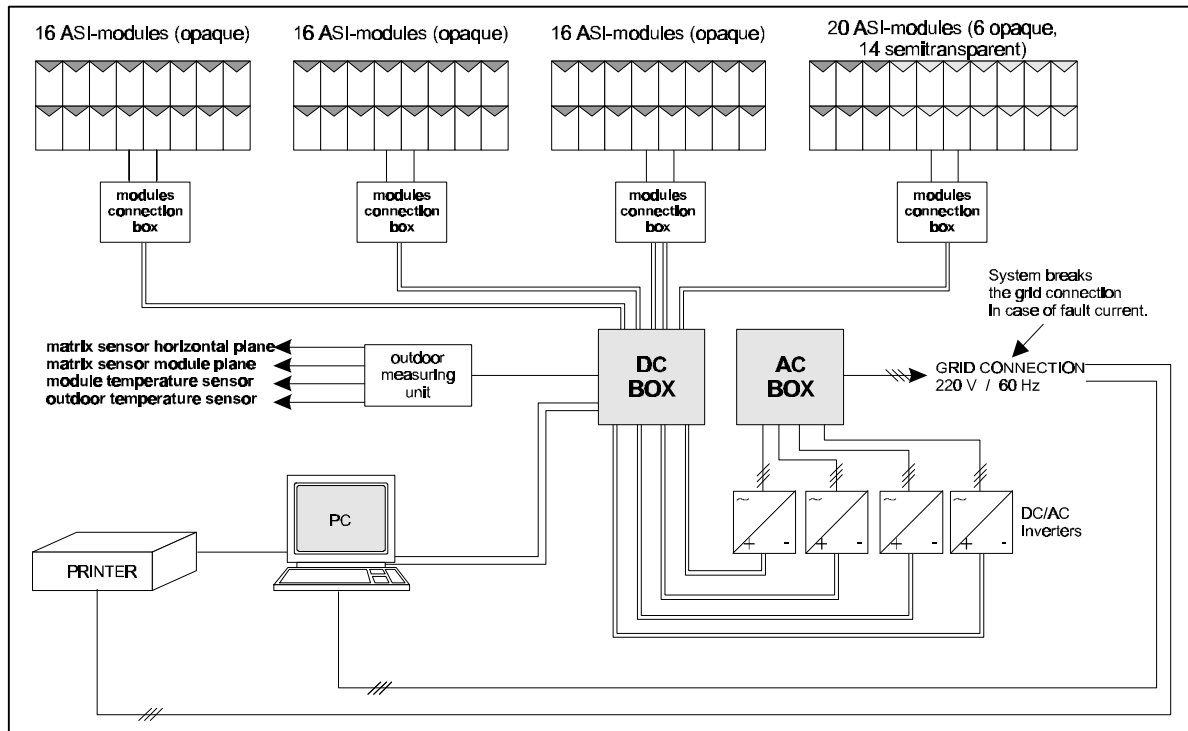 16 ASI-modules (opaque)
16 ASI-modules (opaque)
16 ASI-modules (opaque)
20 ASI-modules (6 opaque,
14 semitransparent)
modules
connection
box
modules
connection
box
modules
connection
box
modules
connection
box
System breaks
the grid connection
in case of fault current.
matrix sensor horizontal plane
matrix sensor module plane
module temperature sensor
outdoor temperature sensor
outdoor
measuring
unit
DC
BOX
AC
BOX
GRID CONNECTION
220 V / 60 Hz
~
+
-
~
+
-
~
+
-
~
+
-
DC/AC
Inverters
PC
PRINTER